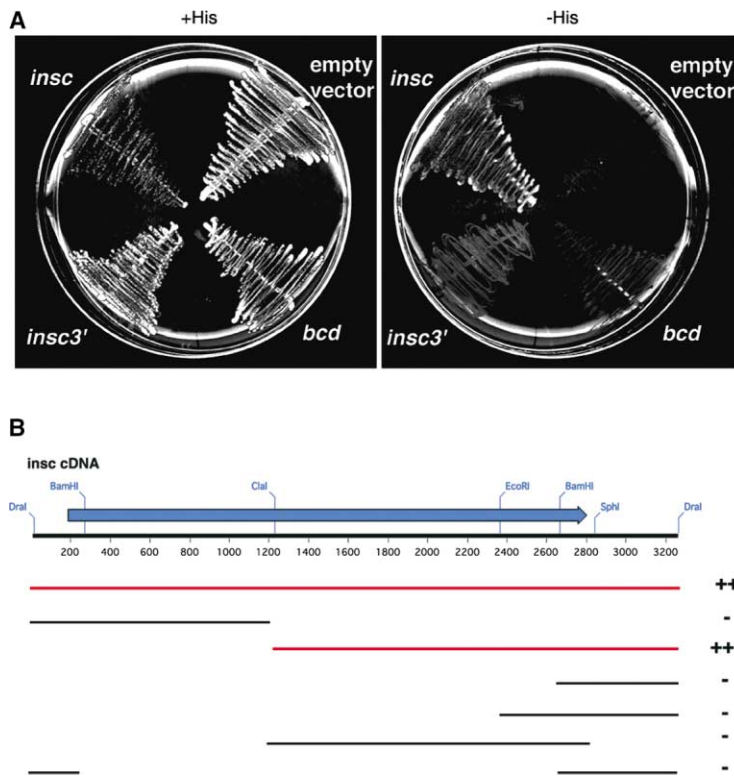 A
+His
-His
insc
empty
vector
insc3'
bcd
insc
empty
vector
insc3'
bcd
B
insc cDNA
DraI
BamHI
ClaI
EcoRI
BamHI
SphI
DraI
200 400 600 800 1000 1200 1400 1600 1800 2000 2200 2400 2600 2800 3000 3200
++
-
++
-
-
-
-